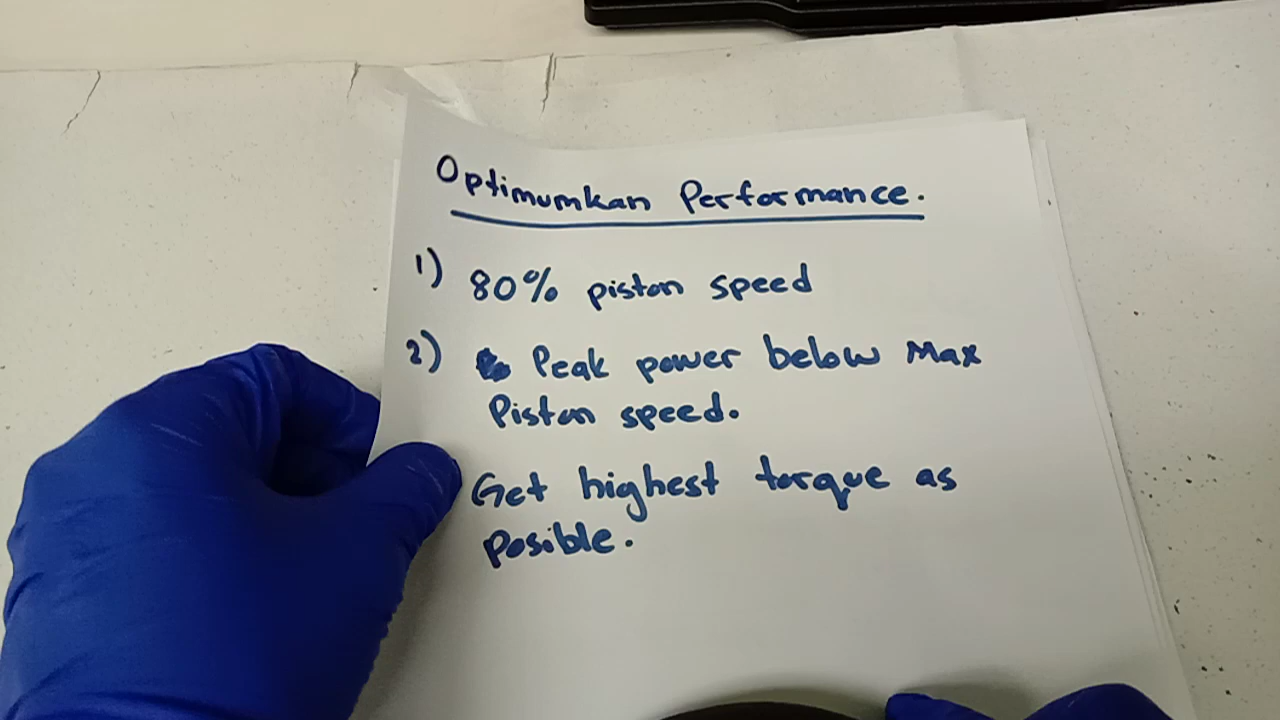 Optimumkan Performance.
1) 80% piston speed
2) Peak power below Max
Piston speed.
Get highest torque as
posible.